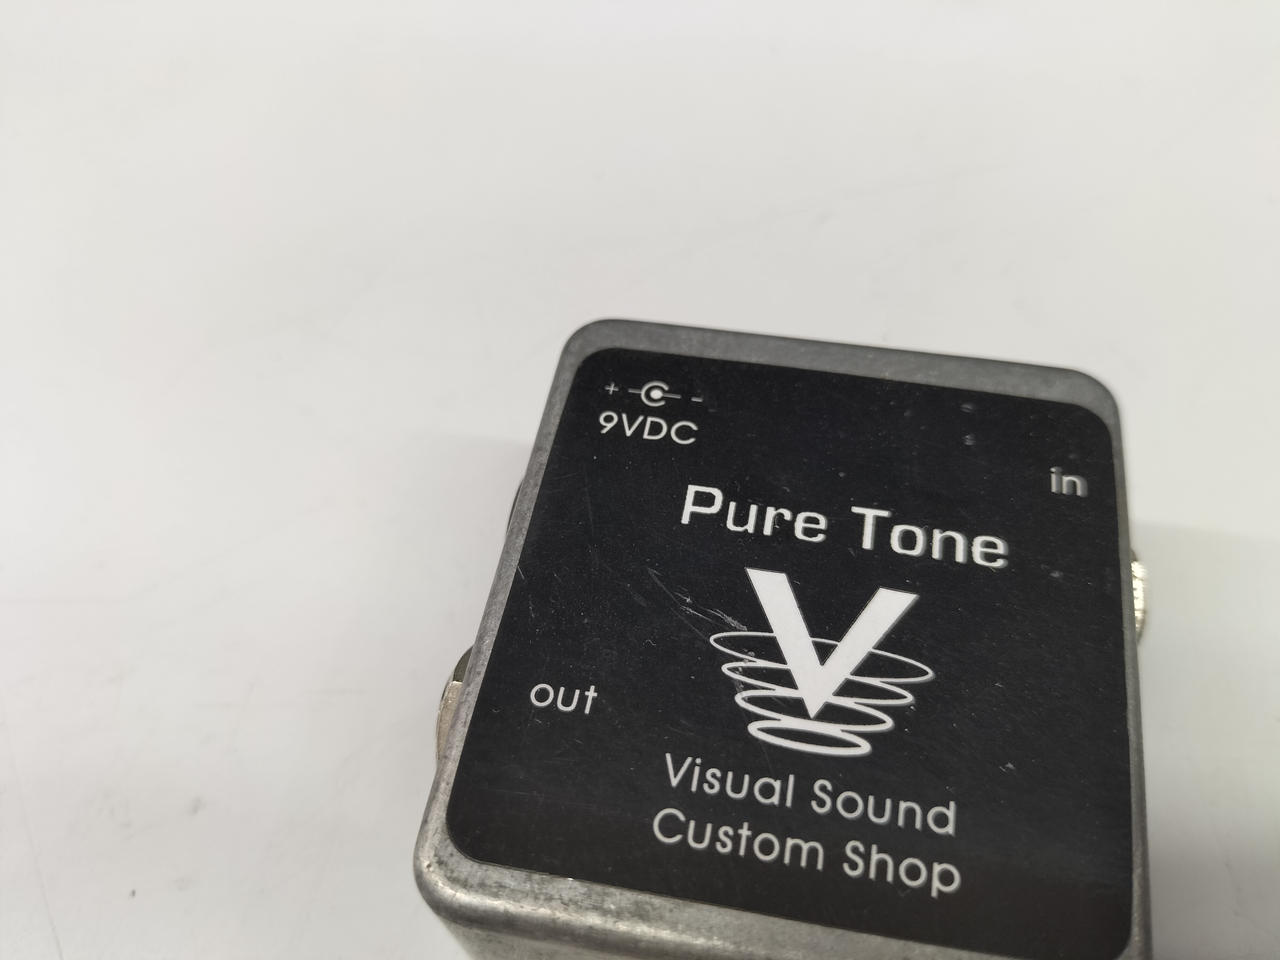 + -
9VDC
in
Pure Tone
V
out
Visual Sound
Custom Shop